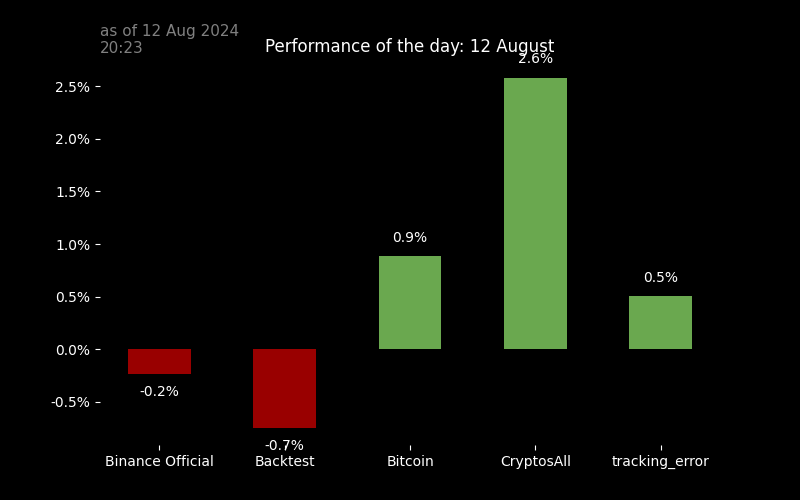 as of 12 Aug 2024
20:23
Performance of the day: 12 August
2.6%
2.5%
2.0%
1.5%
1.0%
0.9%
0.5%
0.5%
0.0%
-0.2%
-0.5%
-0.7%
Binance Official
Backtest
Bitcoin
CryptosAll
tracking_error